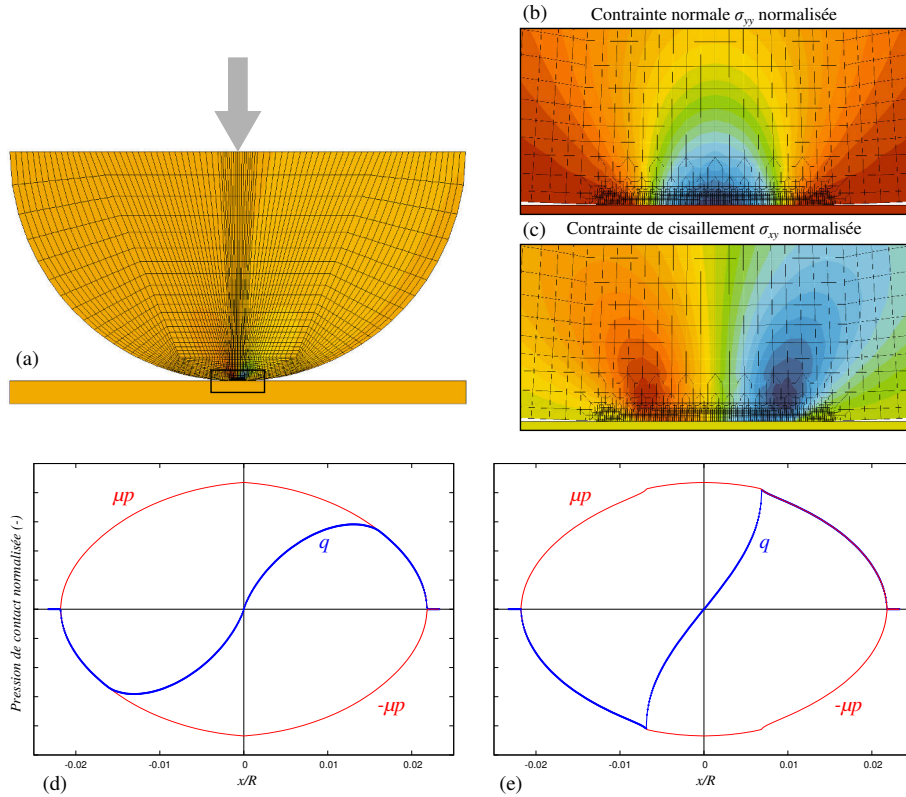 (b)
Contrainte normale σyy normalisée
(a)
(c)
Contrainte de cisaillement σxy normalisée
Pression de contact normalisée (-)
μp
q
-μp
-0.02
-0.01
0
0.01
0.02
x/R
(d)
μp
q
-μp
-0.02
-0.01
0
0.01
0.02
x/R
(e)